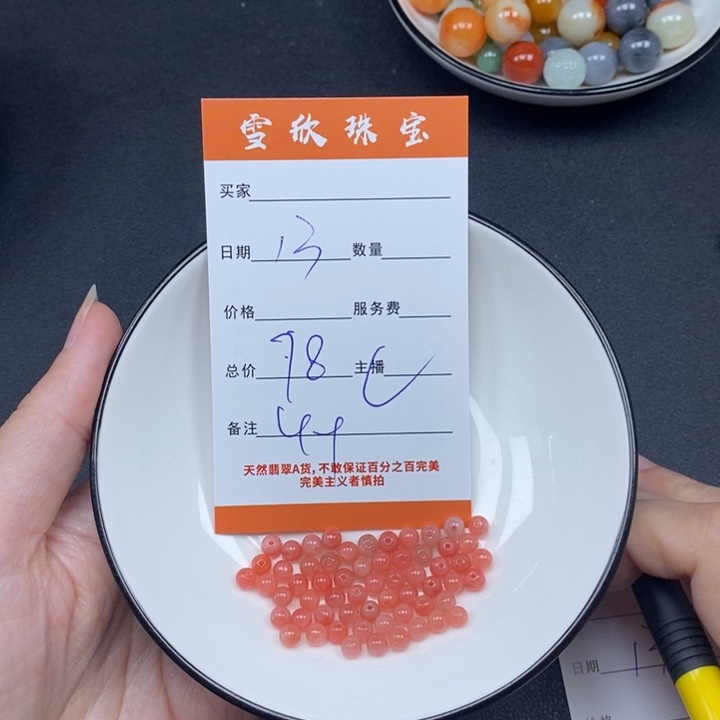 雪欣珠宝
买家
日期 13 数量
价格 服务费
总价 98 主播
备注 44
天然翡翠A货,不敢保证百分之百完美
完美主义者慎拍
日期 1